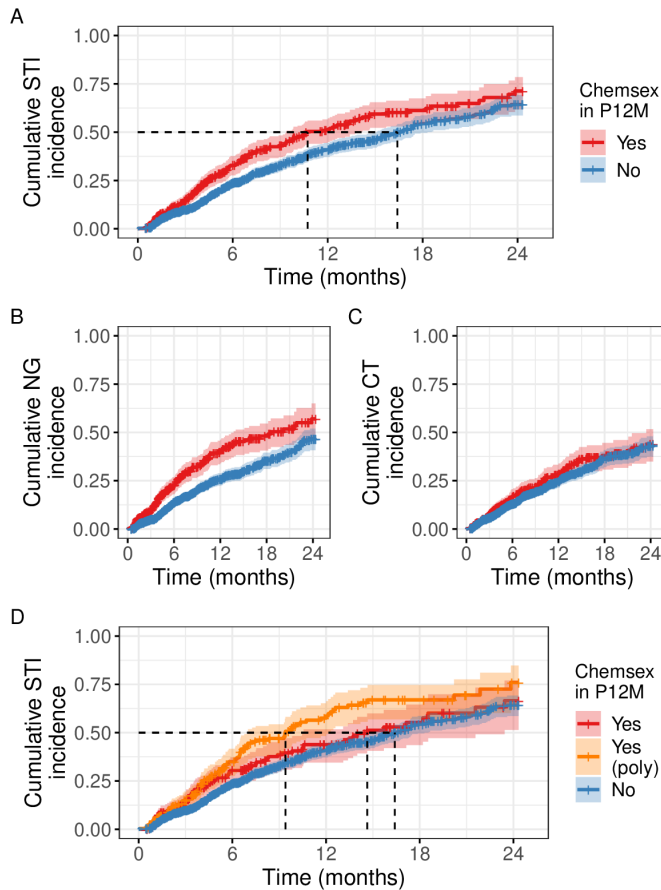 A
Cumulative STI
incidence
1.00
0.75
0.50
0.25
0.00
0 6 12 18 24
Time (months)
Chemsex
in P12M
Yes
No
B
Cumulative NG
incidence
1.00
0.75
0.50
0.25
0.00
0 6 12 18 24
Time (months)
C
Cumulative CT
incidence
1.00
0.75
0.50
0.25
0.00
0 6 12 18 24
Time (months)
D
Cumulative STI
incidence
1.00
0.75
0.50
0.25
0.00
0 6 12 18 24
Time (months)
Chemsex
in P12M
Yes
Yes
(poly)
No